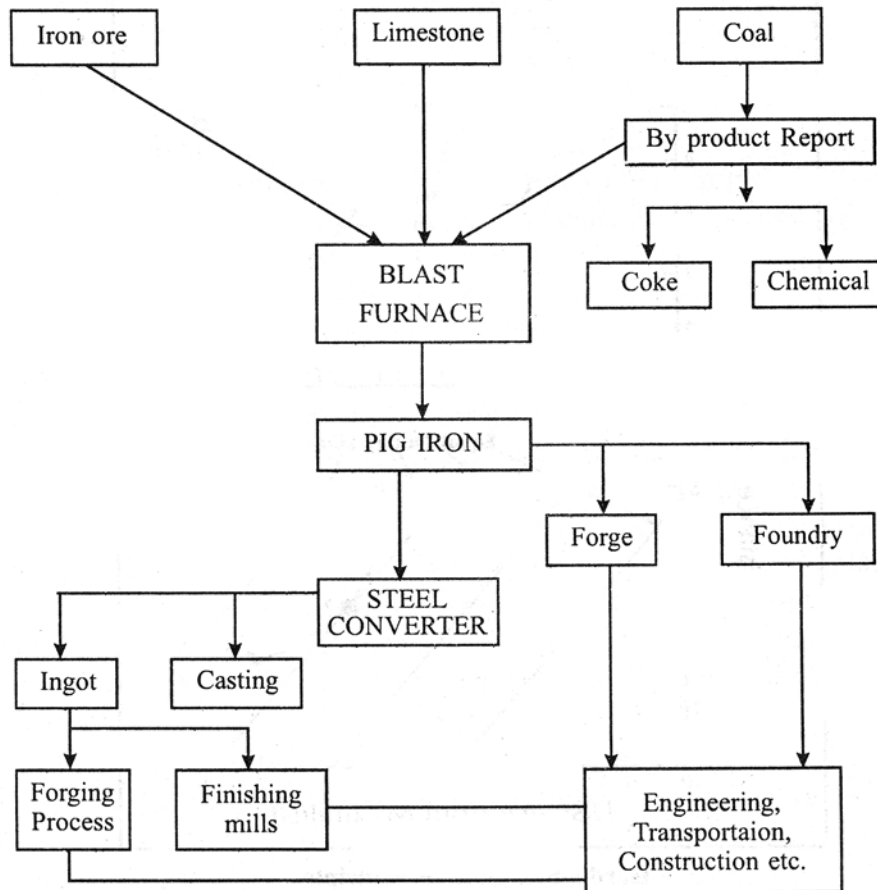 Iron ore
Limestone
Coal
By product Report
BLAST
FURNACE
Coke
Chemical
PIG IRON
Forge
Foundry
STEEL
CONVERTER
Ingot
Casting
Forging
Process
Finishing
mills
Engineering,
Transportaion,
Construction etc.